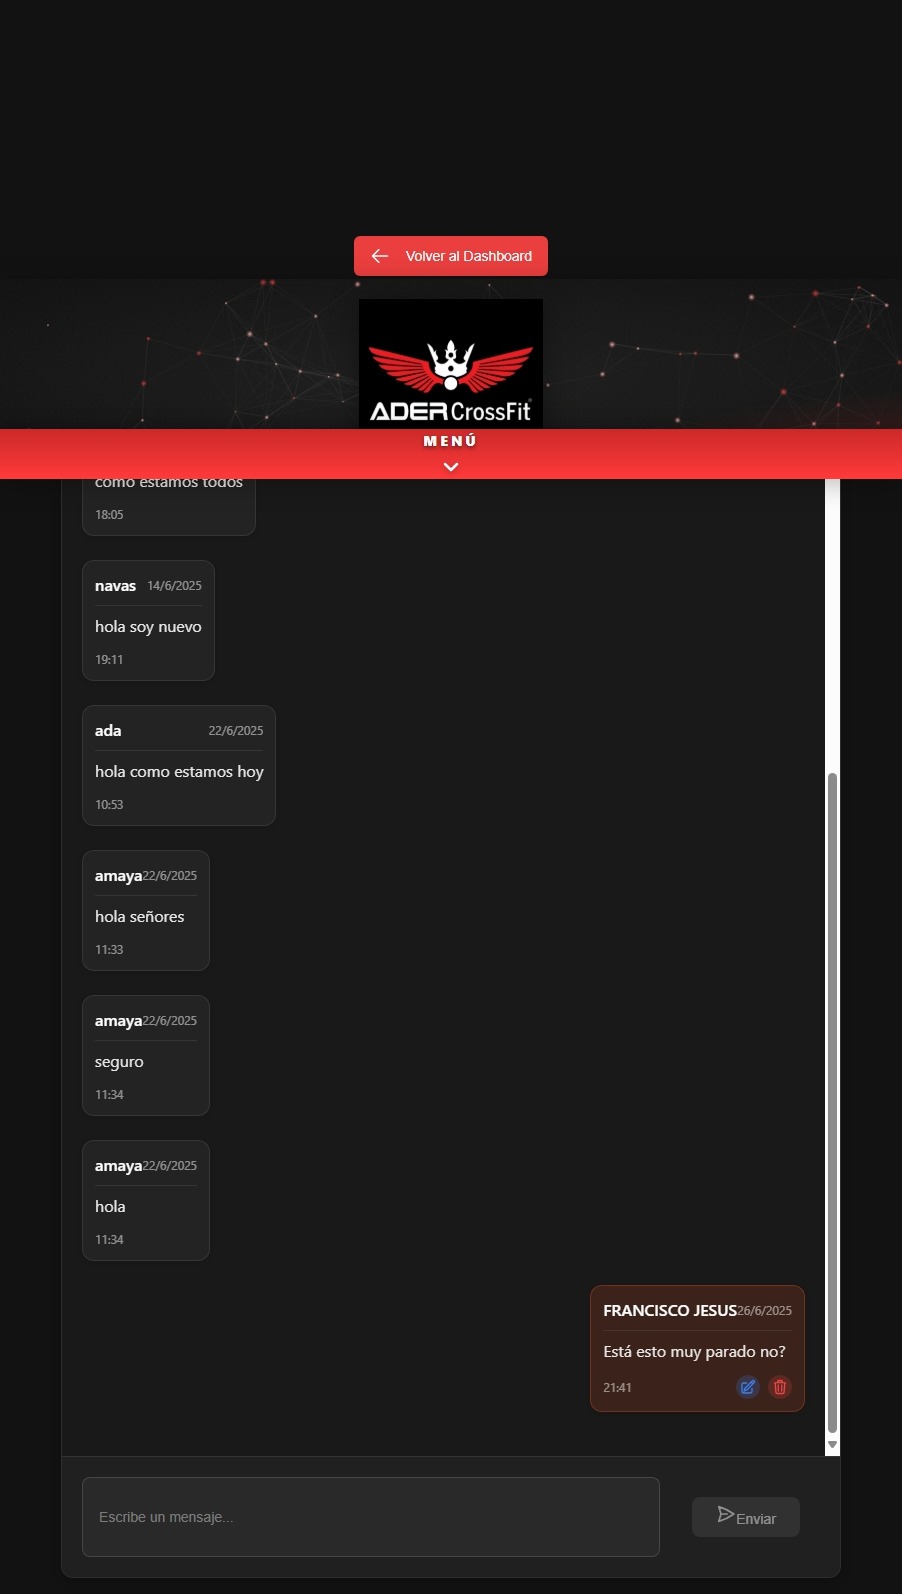 Volver al Dashboard
ADER CrossFit
MENÚ
como estamos todos
18:05
navas 14/6/2025
hola soy nuevo
19:11
ada 22/6/2025
hola como estamos hoy
10:53
amaya 22/6/2025
hola señores
11:33
amaya 22/6/2025
seguro
11:34
amaya 22/6/2025
hola
11:34
FRANCISCO JESUS 26/6/2025
Está esto muy parado no?
21:41
Escribe un mensaje...
Enviar